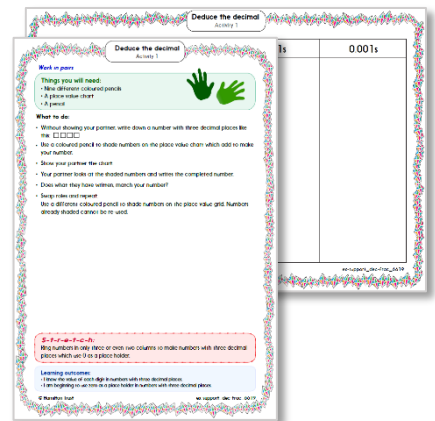 Deduce the decimal
Activity 1
Work in pairs
Things you will need:
• Nine different coloured pencils
• A place value chart
• A pencil
What to do:
• Without showing your partner, write down a number with three decimal places like
this □.□□□
• Use a coloured pencil to shade numbers on the place value chart which add to make
your number.
• Show your partner the chart.
• Your partner looks at the shaded numbers and writes the completed number.
• Does what they have written, match your number?
• Swap roles and repeat.
Use a different coloured pencil to shade numbers on the place value grid. Numbers
already shaded cannot be re-used.
S-t-r-e-t-c-h:
Ring numbers in only three or even two columns to make numbers with three decimal
places which use 0 as a place holder.
Learning outcomes:
• I know the value of each digit in numbers with three decimal places.
• I am beginning to use zero as a place holder in numbers with three decimal places.
© Hamilton Trust
es-support_dec-frac_5619
Deduce the decimal
Activity 1
1s
0.001s
es-support_dec-frac_5619